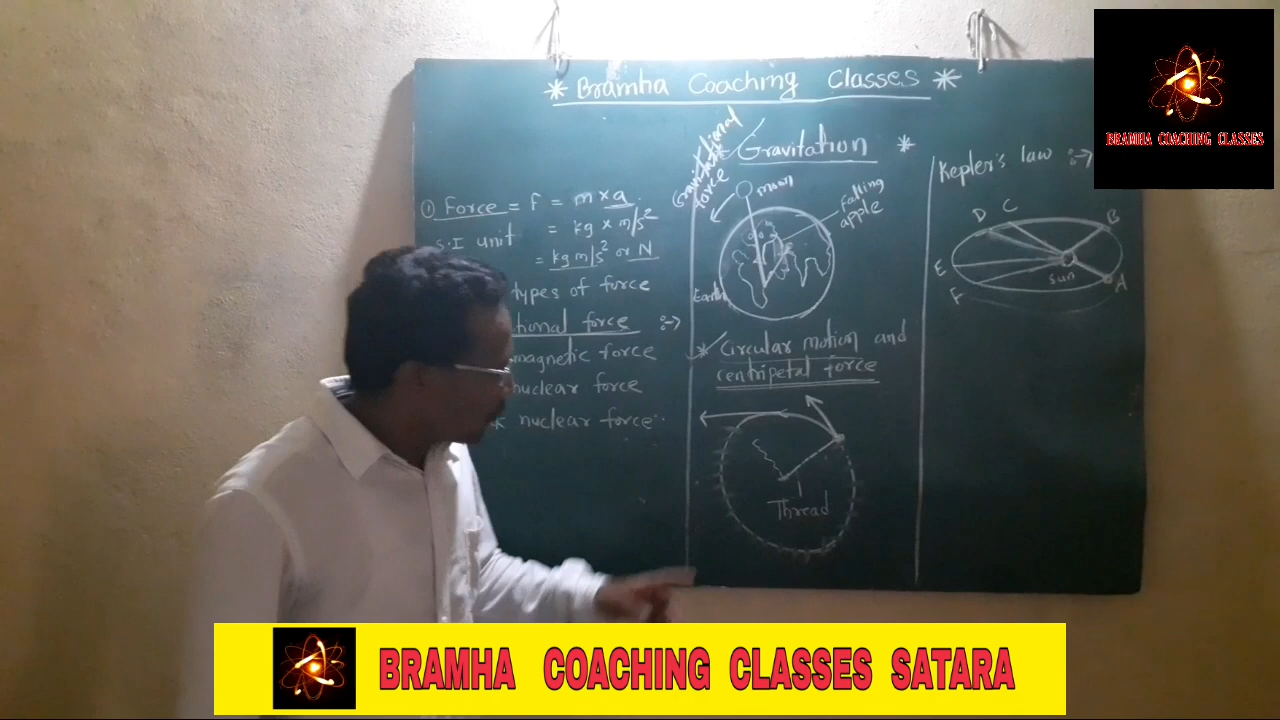 * Bramha Coaching Classes *
① Force = F = m × a.
S.I unit = kg × m/s²
= kg m/s² or N
types of force
tional force :->
magnetic force
nuclear force
k nuclear force.
Gravitation *
Gravitational
force
moon
Falling
apple
Earth
* Circular motion and
centripetal force
Thread
Kepler's law :->
D C B
E
F
sun
A
BRAMHA COACHING CLASSES
BRAMHA COACHING CLASSES SATARA